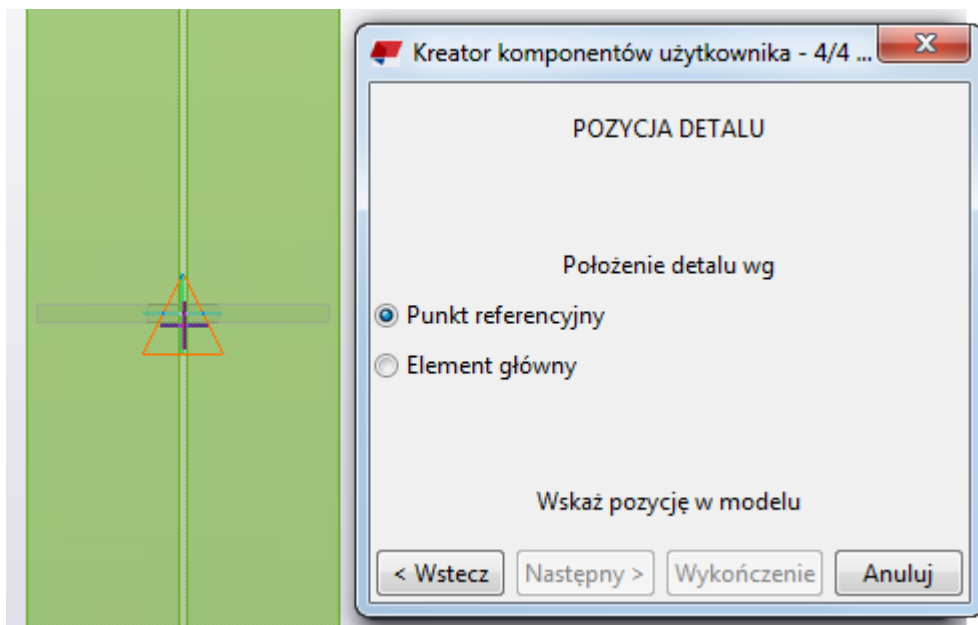 Kreator komponentów użytkownika - 4/4 ...
POZYCJA DETALU
Położenie detalu wg
Punkt referencyjny
Element główny
Wskaż pozycję w modelu
< Wstecz
Następny >
Wykończenie
Anuluj